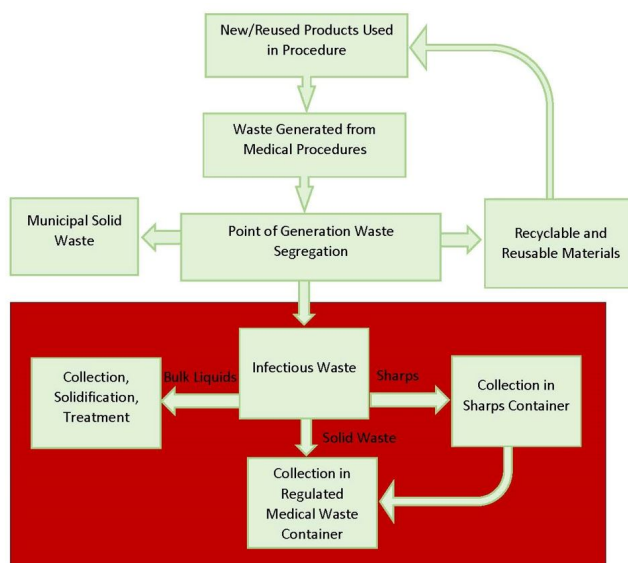 New/Reused Products Used
in Procedure
Waste Generated from
Medical Procedures
Municipal Solid
Waste
Point of Generation Waste
Segregation
Recyclable and
Reusable Materials
Collection,
Solidification,
Treatment
Bulk Liquids
Infectious Waste
Sharps
Collection in
Sharps Container
Solid Waste
Collection in
Regulated
Medical Waste
Container